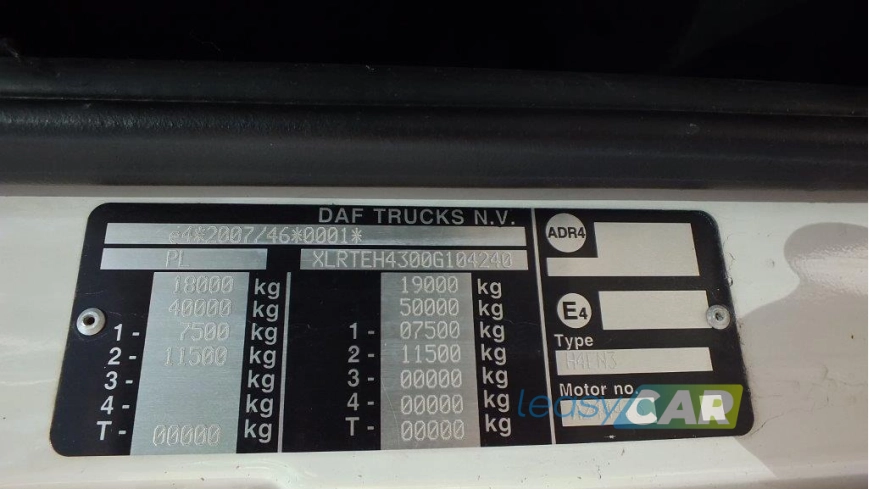 DAF TRUCKS N.V.
e4*2007/46*0001*
PL XLRTEH4300G104240
18000 kg 19000 kg
40000 kg 50000 kg
1- 7500 kg 1- 07500 kg
2- 11500 kg 2- 11500 kg
3- kg 3- 00000 kg
4- kg 4- 00000 kg
T- 00000 kg T- 00000 kg
ADR4
E4
Type
H4EN3
Motor no.
leasyCAR